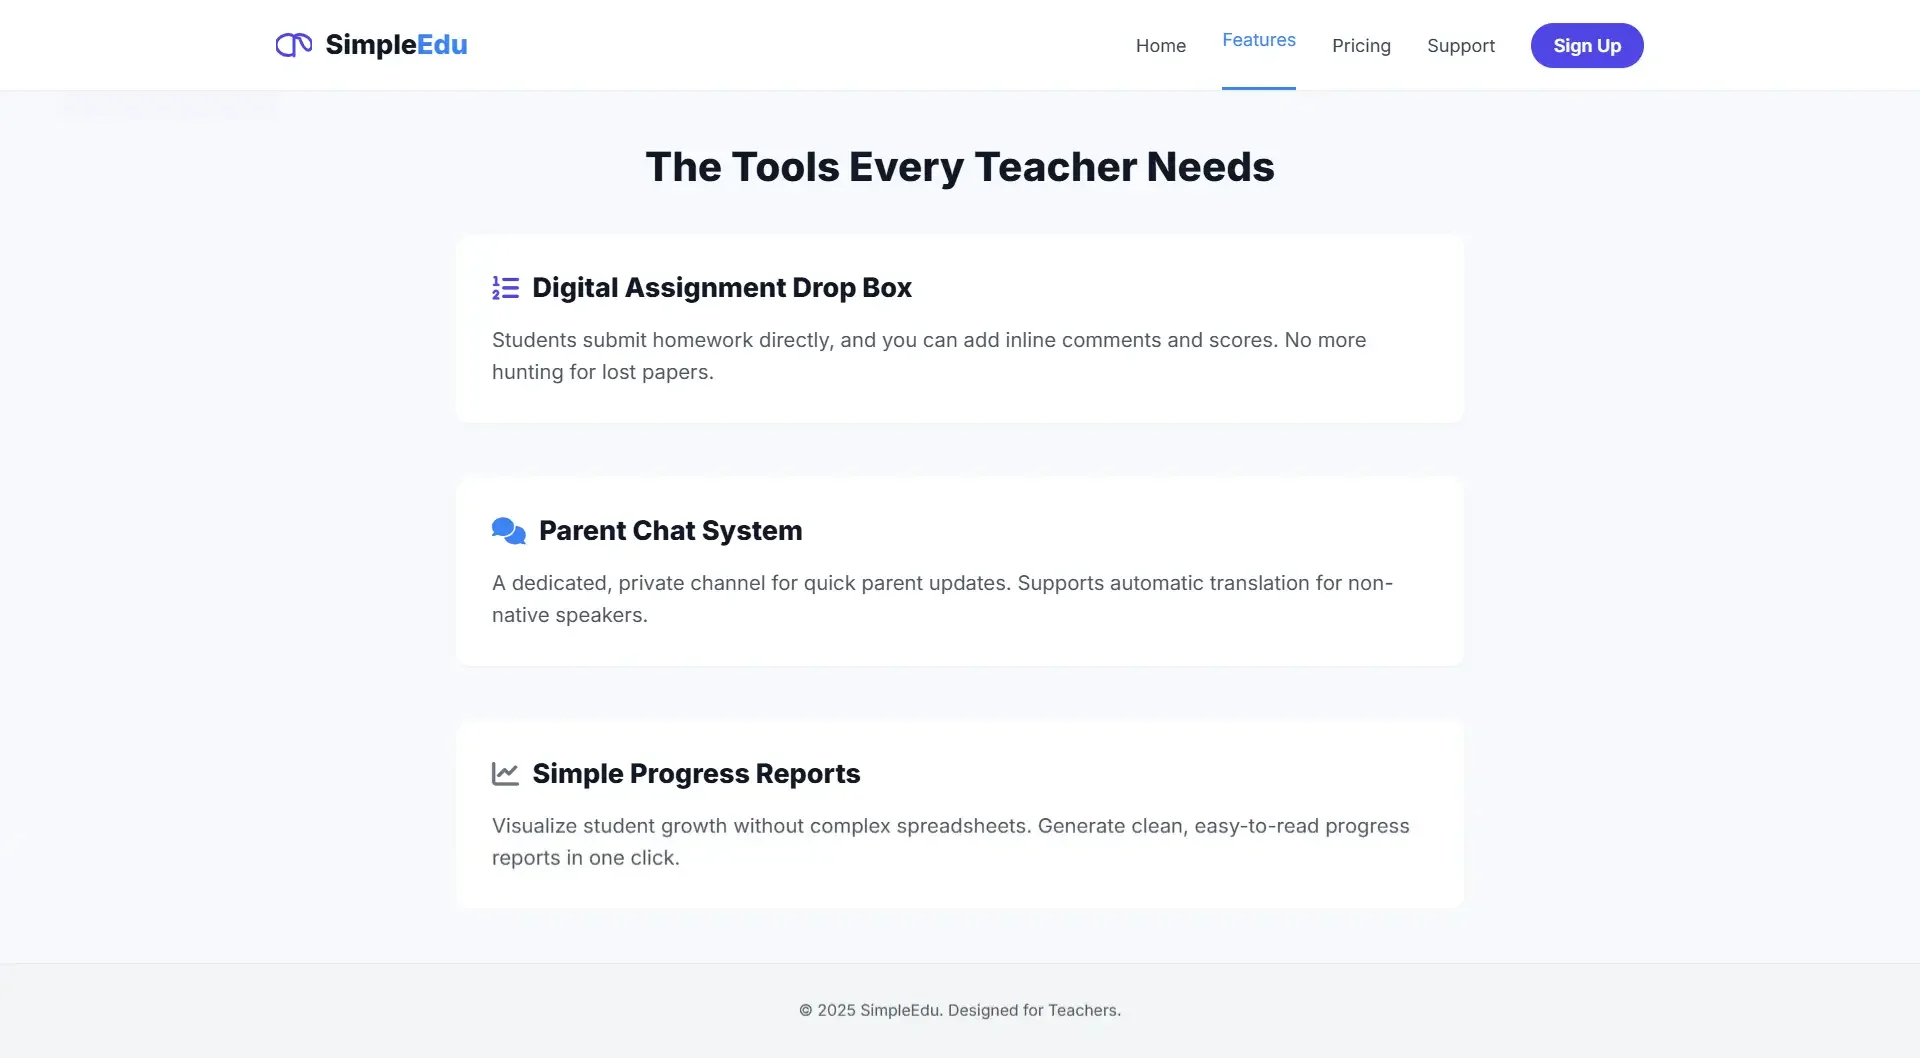 SimpleEdu
Home
Features
Pricing
Support
Sign Up
The Tools Every Teacher Needs
Digital Assignment Drop Box
Students submit homework directly, and you can add inline comments and scores. No more
hunting for lost papers.
Parent Chat System
A dedicated, private channel for quick parent updates. Supports automatic translation for non-
native speakers.
Simple Progress Reports
Visualize student growth without complex spreadsheets. Generate clean, easy-to-read progress
reports in one click.
© 2025 SimpleEdu. Designed for Teachers.